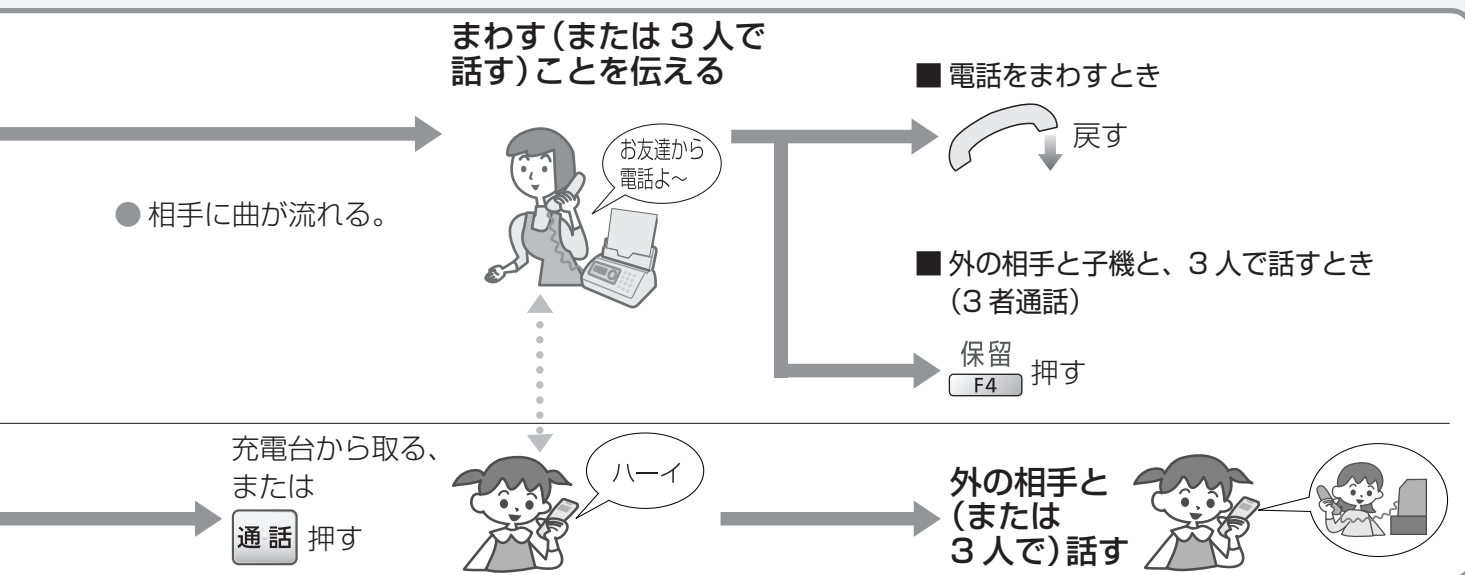 まわす（または 3 人で
話す）ことを伝える
● 相手に曲が流れる。
お友達から
電話よ～
■ 電話をまわすとき
戻す
■ 外の相手と子機と、3 人で話すとき
（3 者通話）
保留
F4 押す
充電台から取る、
または
通話 押す
ハーイ
外の相手と
（または
3 人で）話す